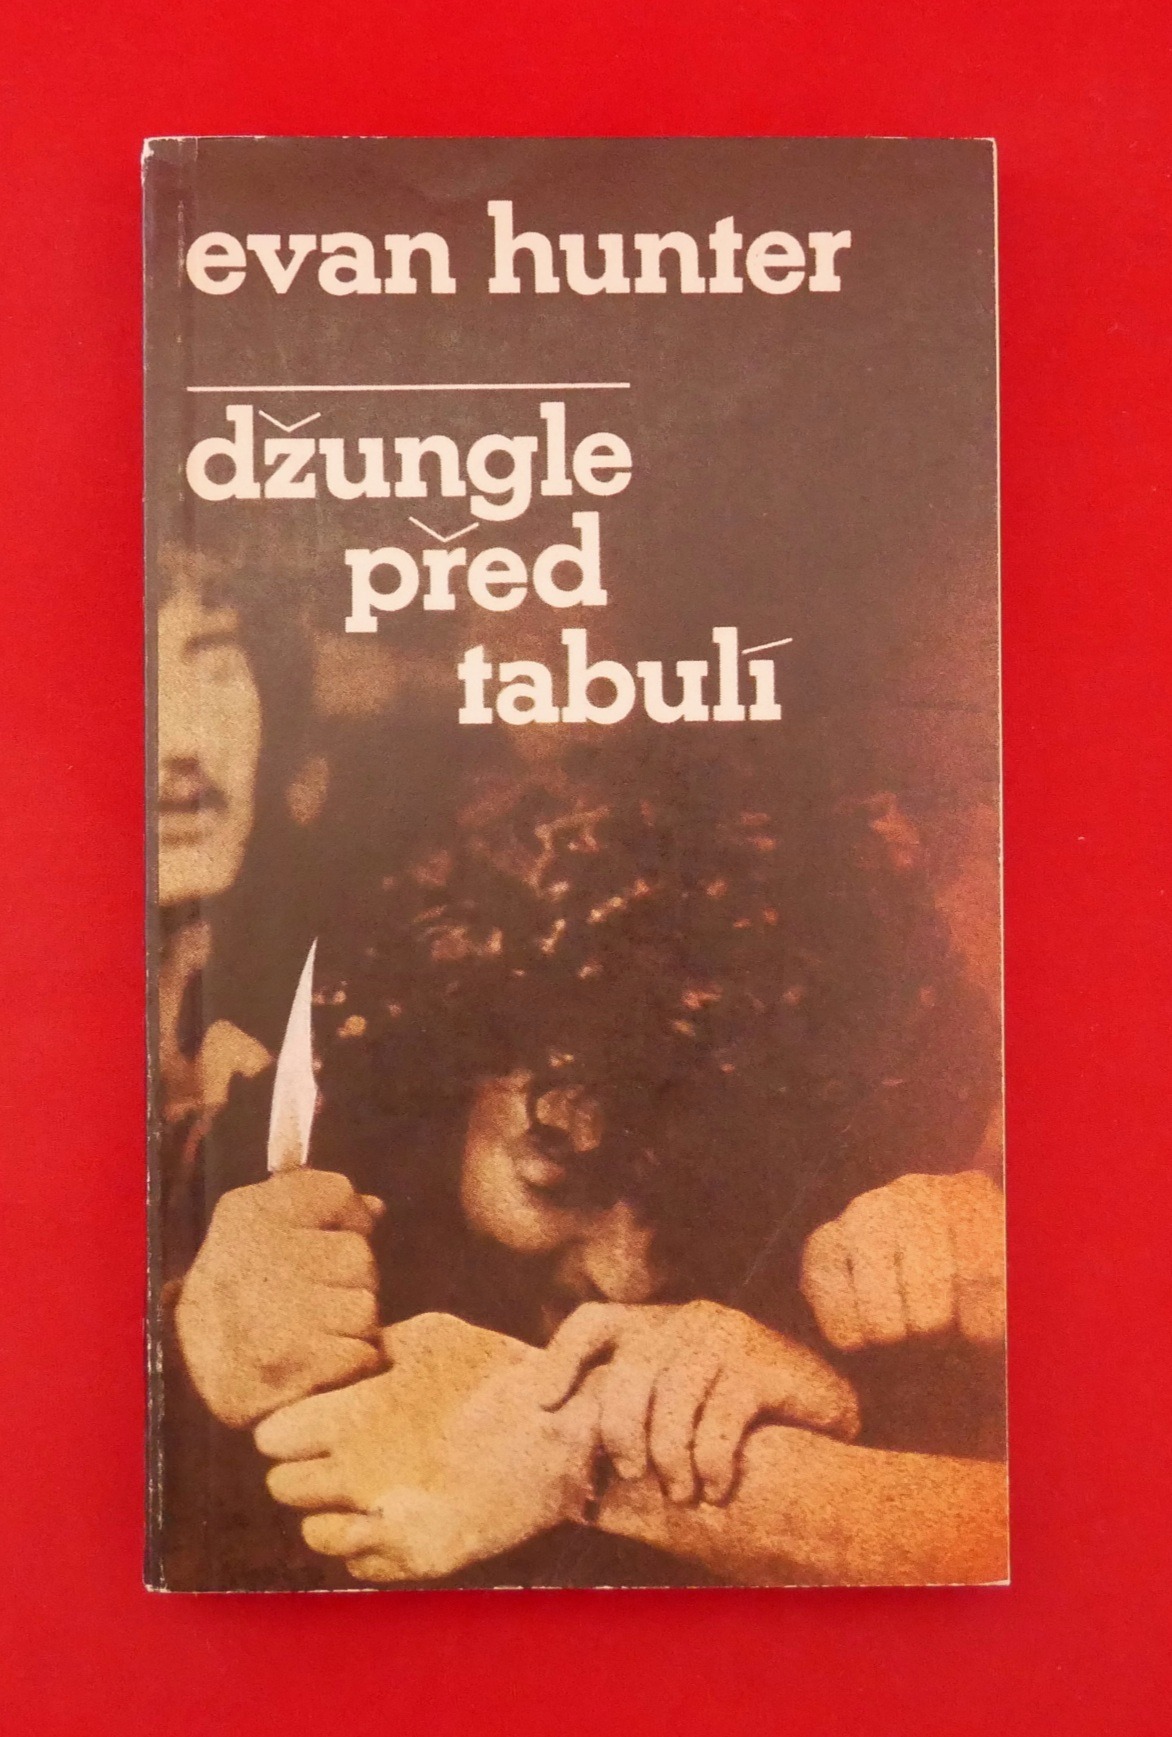 evan hunter
džungle
před
tabulí